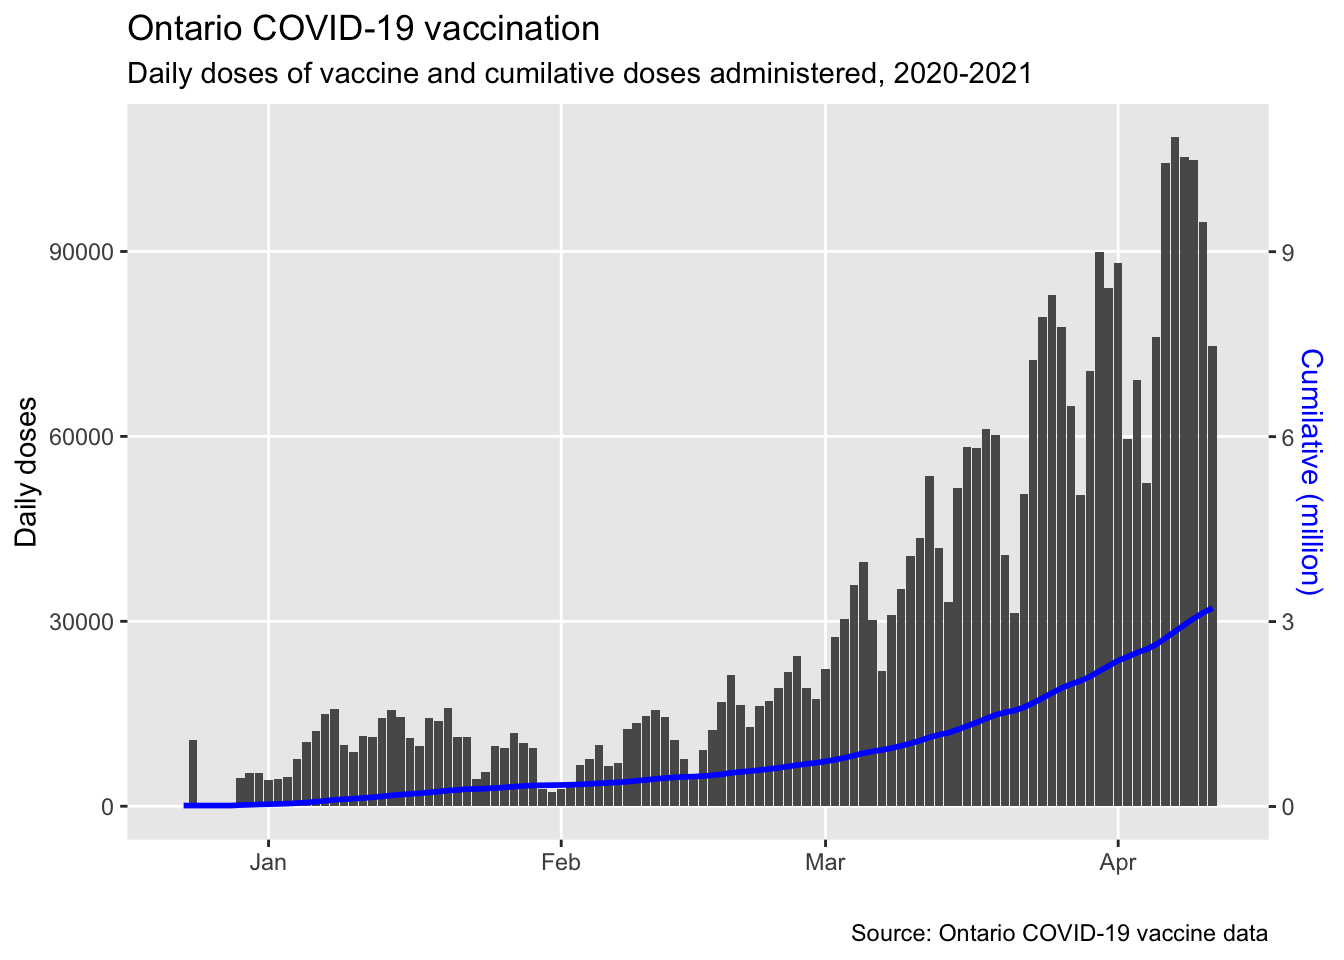 Ontario COVID-19 vaccination
Daily doses of vaccine and cumilative doses administered, 2020-2021
90000
60000
30000
0
Daily doses
9
6
3
0
Cumilative (million)
Jan
Feb
Mar
Apr
Source: Ontario COVID-19 vaccine data